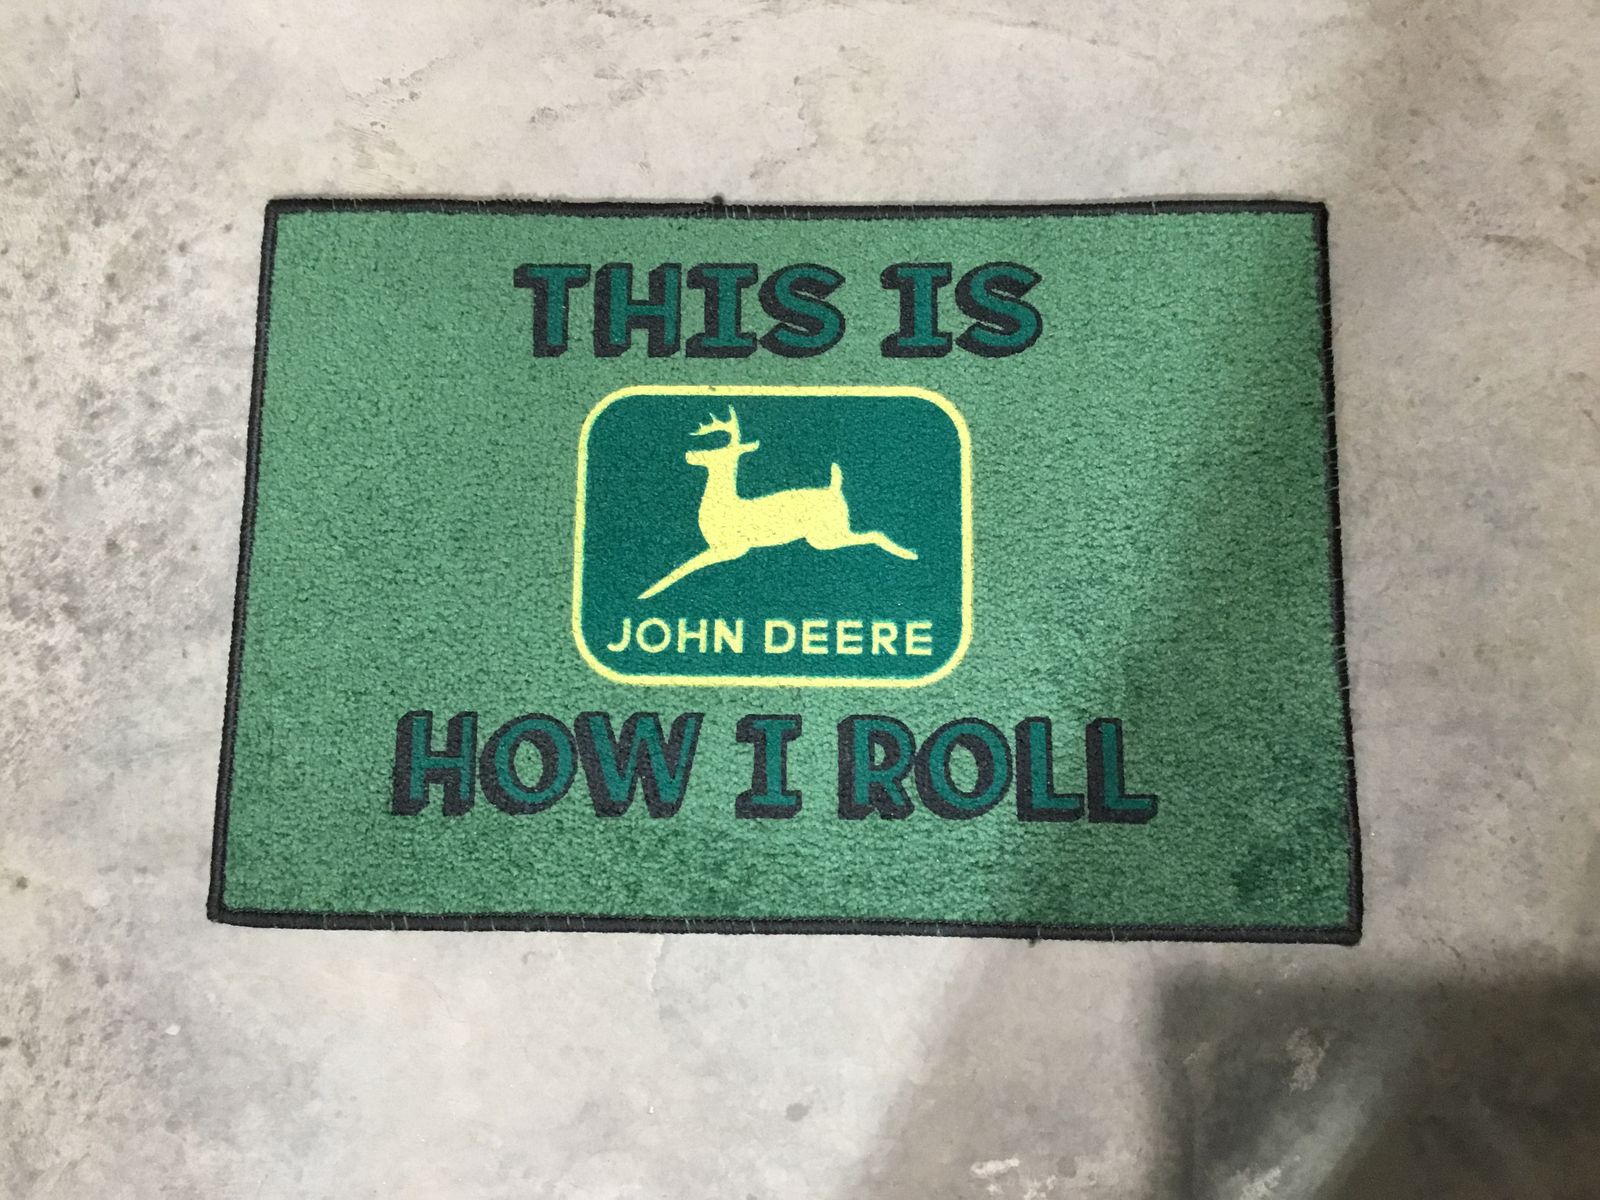 THIS IS
JOHN DEERE
HOW I ROLL